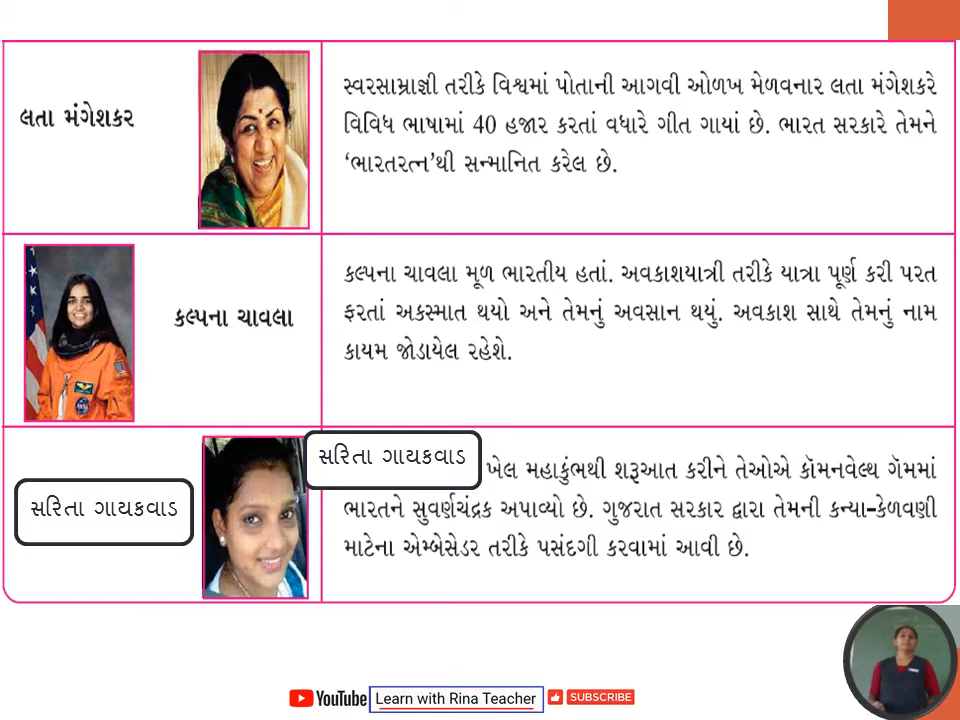 લતા મંગેશકર
સ્વરસામ્રાજ્ઞી તરીકે વિશ્વમાં પોતાની આગવી ઓળખ મેળવનાર લતા મંગેશકરે
વિવિધ ભાષામાં 40 હજાર કરતાં વધારે ગીત ગાયાં છે. ભારત સરકારે તેમને
‘ભારતરત્ન’થી સન્માનિત કરેલ છે.
કલ્પના ચાવલા
કલ્પના ચાવલા મૂળ ભારતીય હતાં. અવકાશયાત્રી તરીકે યાત્રા પૂર્ણ કરી પરત
ફરતાં અકસ્માત થયો અને તેમનું અવસાન થયું. અવકાશ સાથે તેમનું નામ
કાયમ જોડાયેલ રહેશે.
સરિતા ગાયકવાડ
સરિતા ગાયકવાડ ખેલ મહાકુંભથી શરૂઆત કરીને તેઓએ કૉમનવેલ્થ ગૅમમાં
ભારતને સુવર્ણચંદ્રક અપાવ્યો છે. ગુજરાત સરકાર દ્વારા તેમની કન્યા-કેળવણી
માટેના એમ્બેસેડર તરીકે પસંદગી કરવામાં આવી છે.
YouTube Learn with Rina Teacher SUBSCRIBE